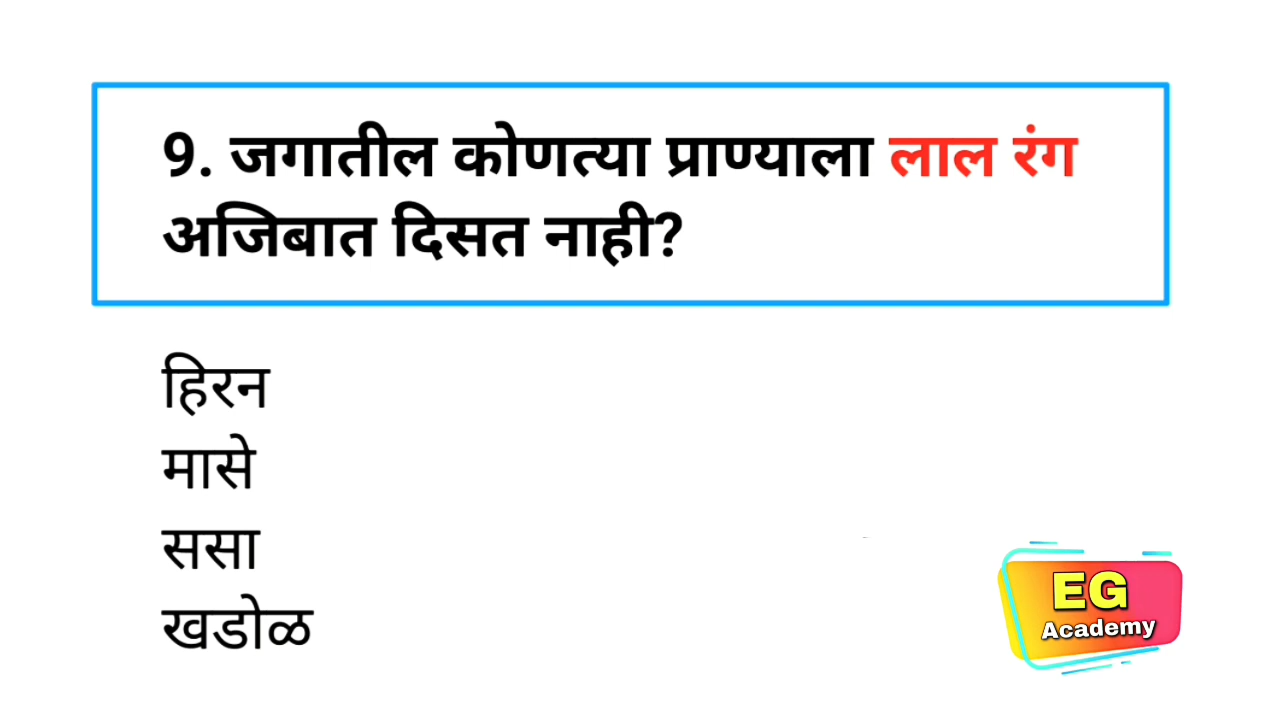 9. जगातील कोणत्या प्राण्याला लाल रंग
अजिबात दिसत नाही?
हिरन
मासे
ससा
खडोळ
EG
Academy